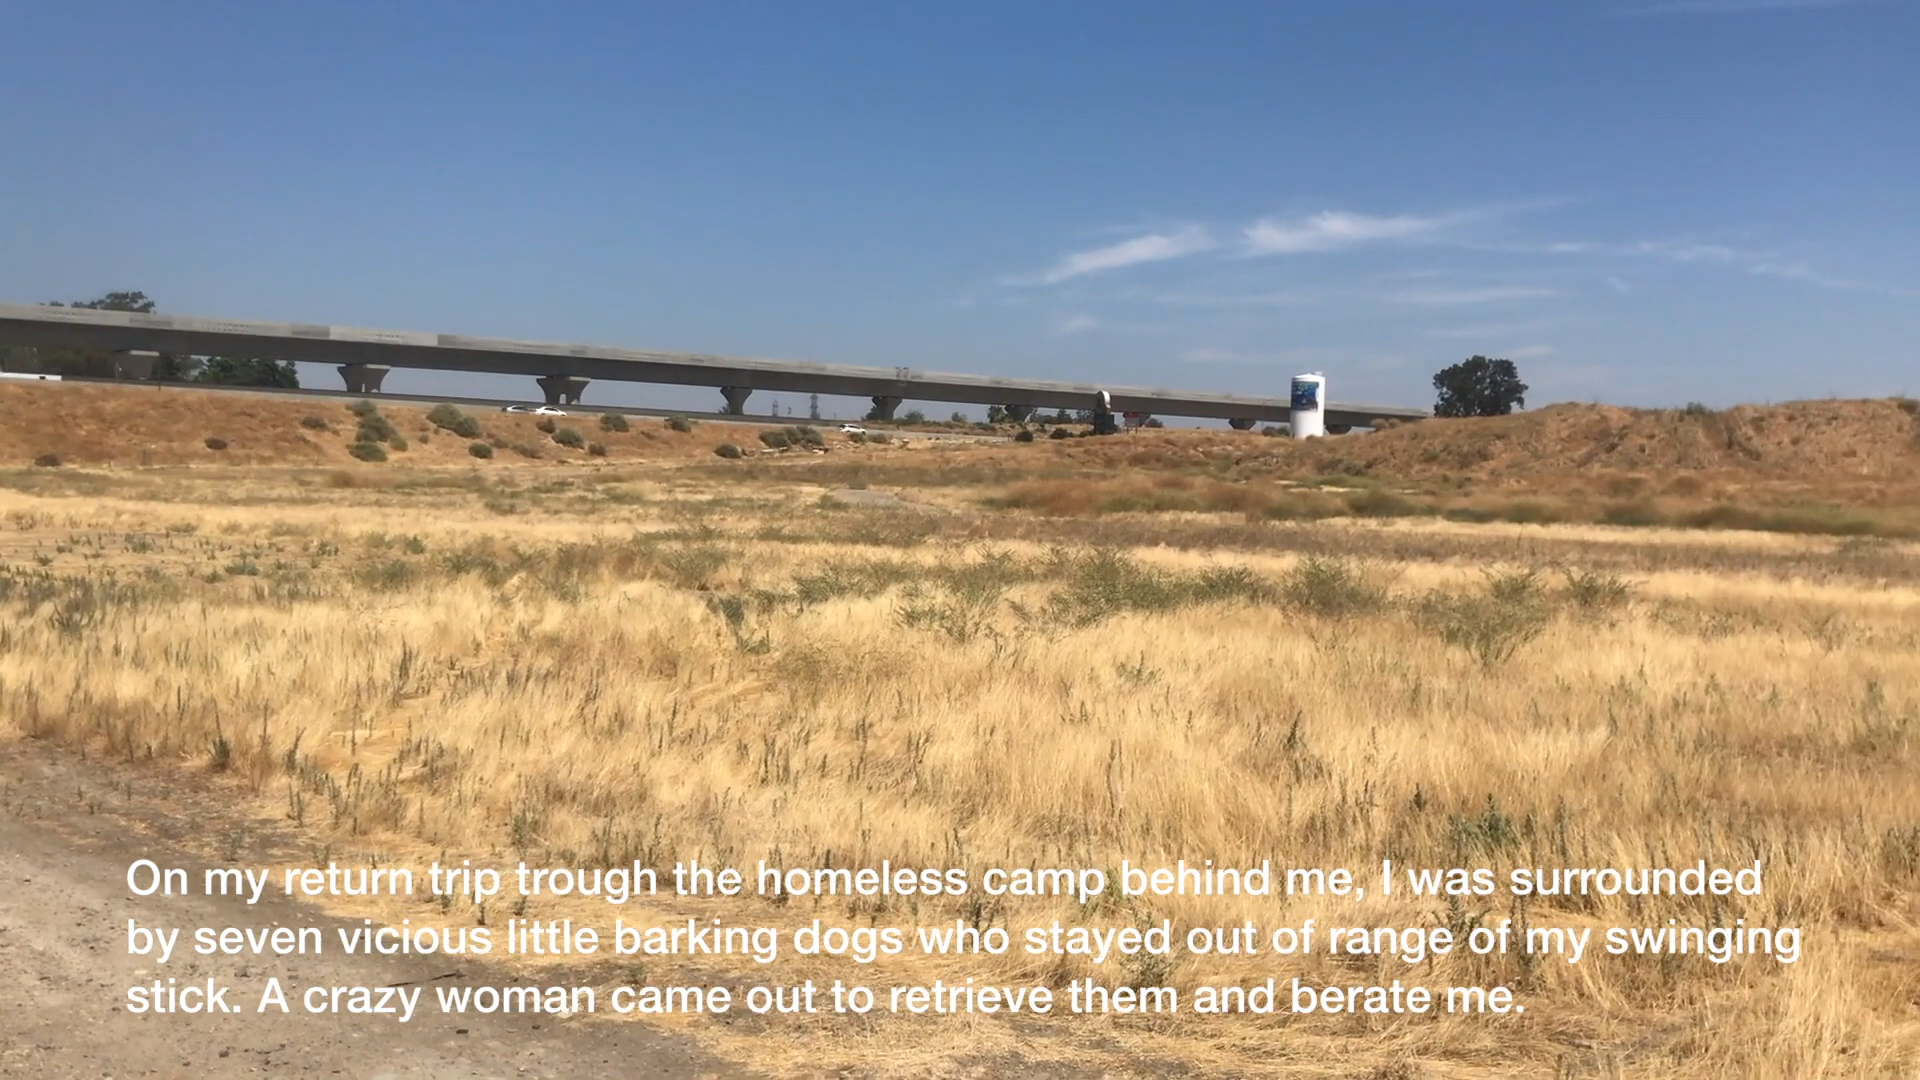 On my return trip trough the homeless camp behind me, I was surrounded
by seven vicious little barking dogs who stayed out of range of my swinging
stick. A crazy woman came out to retrieve them and berate me.